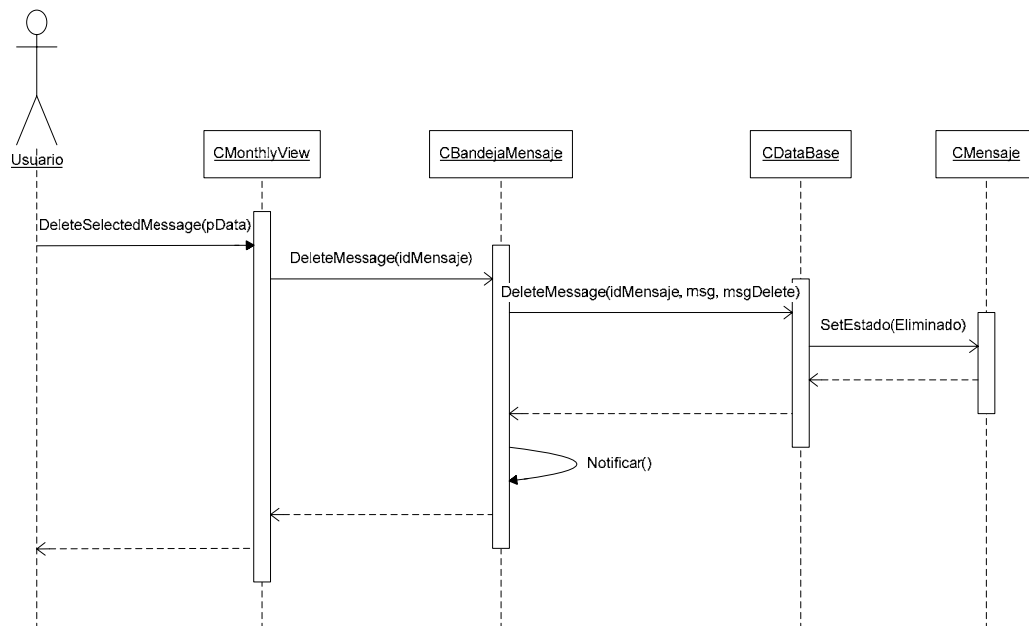 Usuario
CMonthlyView
CBandejaMensaje
CDataBase
CMensaje
DeleteSelectedMessage(pData)
DeleteMessage(idMensaje)
DeleteMessage(idMensaje, msg, msgDelete)
SetEstado(Eliminado)
Notificar()